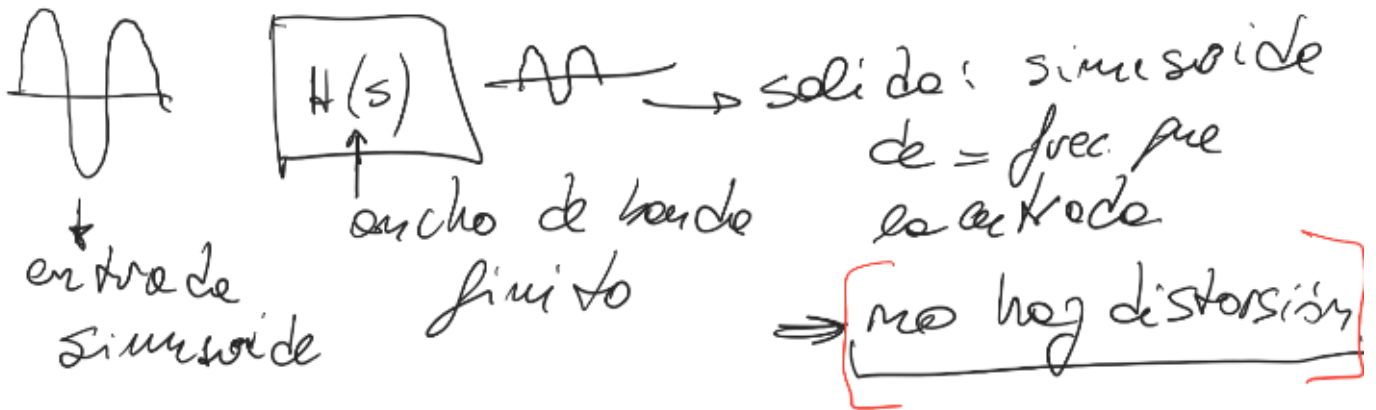 H(s)
salida: sinusoide
de = frec. que
la entrada
ancho de banda
finito
entrada
sinusoide
⇒ no hay distorsión